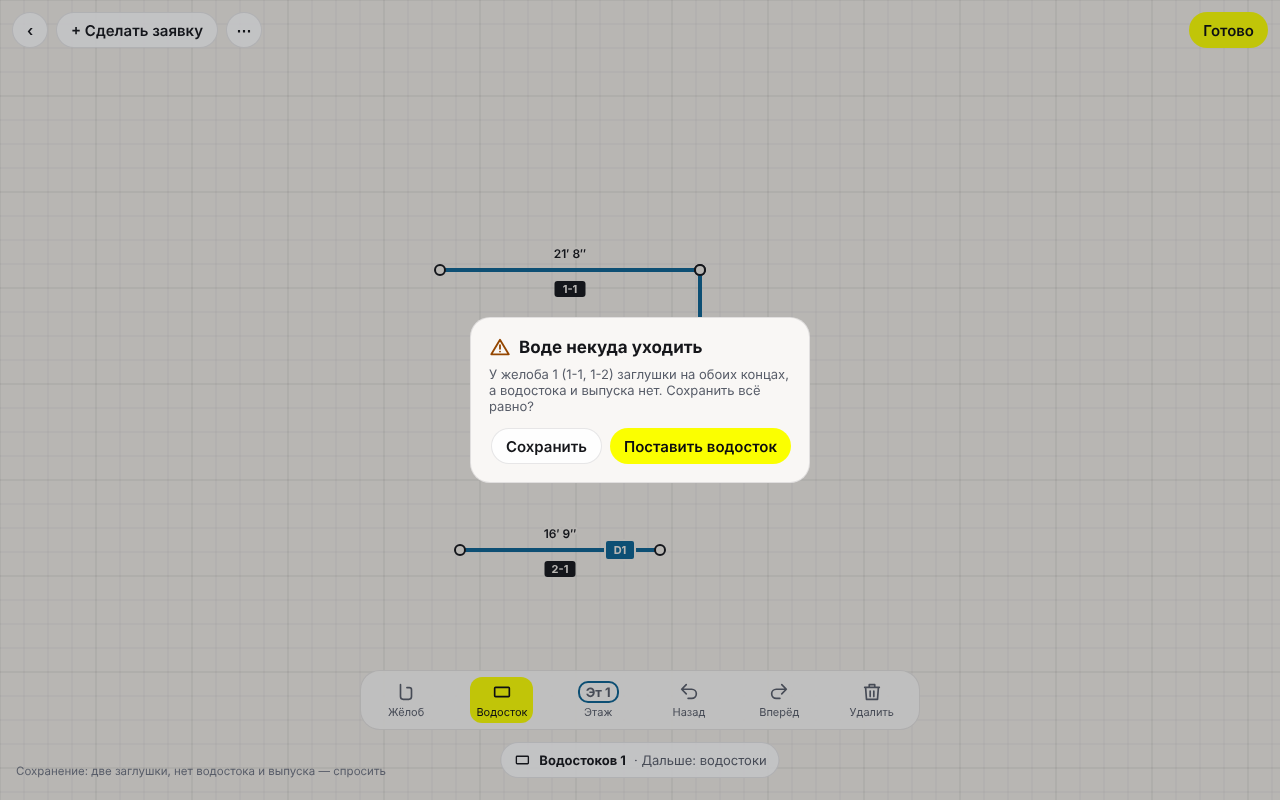 ‹
+ Сделать заявку
⋯
Готово
21′ 8″
1-1
Воде некуда уходить
У желоба 1 (1-1, 1-2) заглушки на обоих концах,
а водостока и выпуска нет. Сохранить всё
равно?
Сохранить
Поставить водосток
16′ 9″
D1
2-1
Эт 1
Жёлоб
Водосток
Этаж
Назад
Вперёд
Удалить
Водостоков 1 · Дальше: водостоки
Сохранение: две заглушки, нет водостока и выпуска — спросить